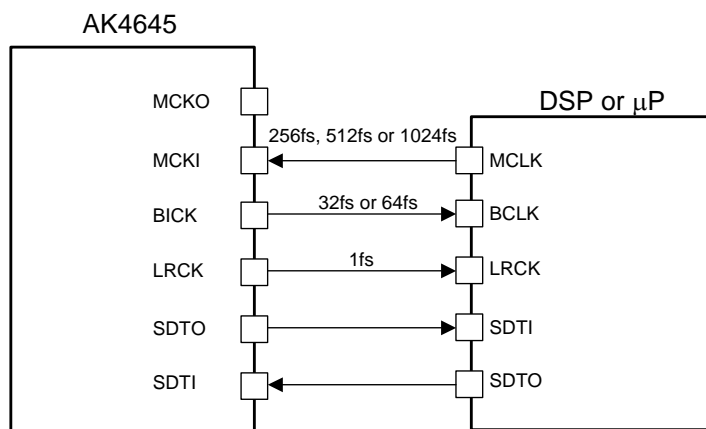 AK4645
DSP or μP
MCKO
256fs, 512fs or 1024fs
MCKI
MCLK
32fs or 64fs
BICK
BCLK
1fs
LRCK
LRCK
SDTO
SDTI
SDTI
SDTO